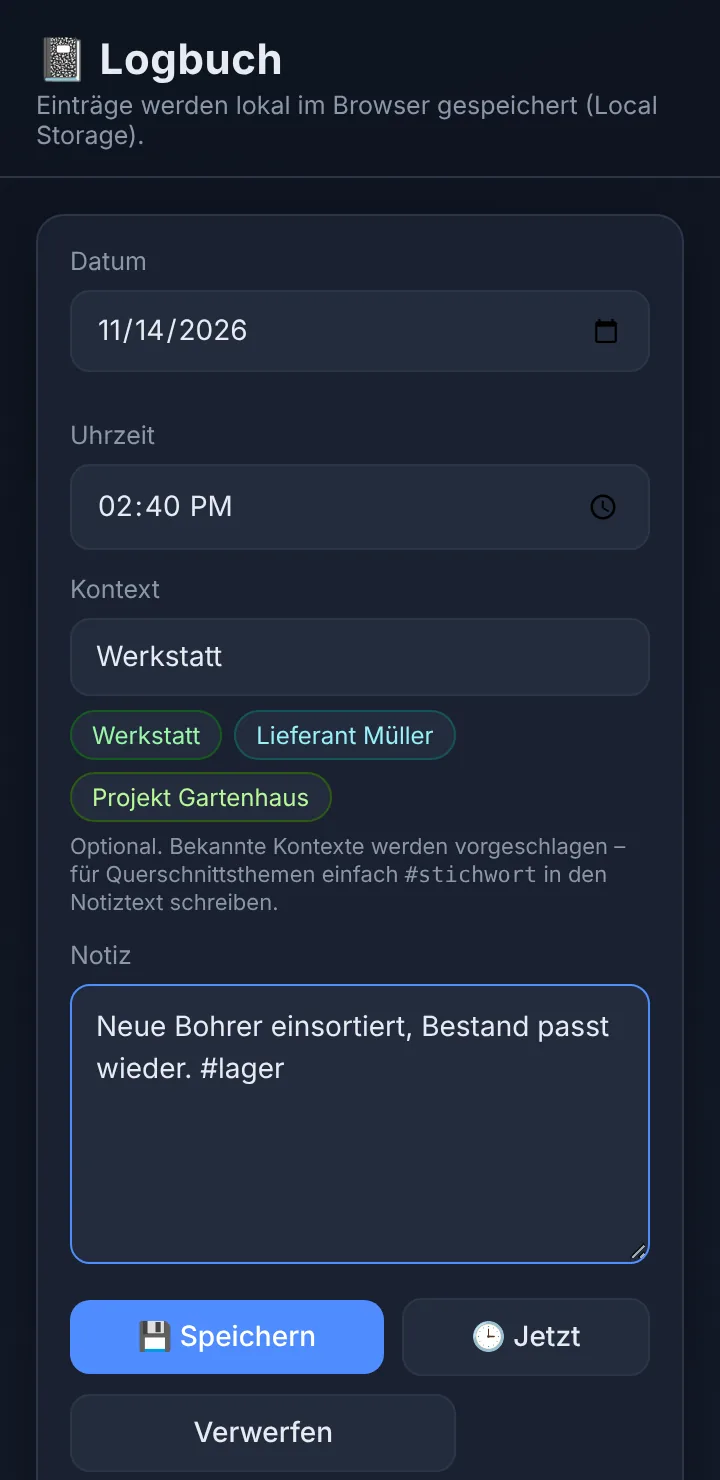 Logbuch
Einträge werden lokal im Browser gespeichert (Local
Storage).
Datum
11/14/2026
Uhrzeit
02:40 PM
Kontext
Werkstatt
Werkstatt Lieferant Müller
Projekt Gartenhaus
Optional. Bekannte Kontexte werden vorgeschlagen –
für Querschnittsthemen einfach #stichwort in den
Notiztext schreiben.
Notiz
Neue Bohrer einsortiert, Bestand passt
wieder. #lager
💾 Speichern 🕒 Jetzt
Verwerfen